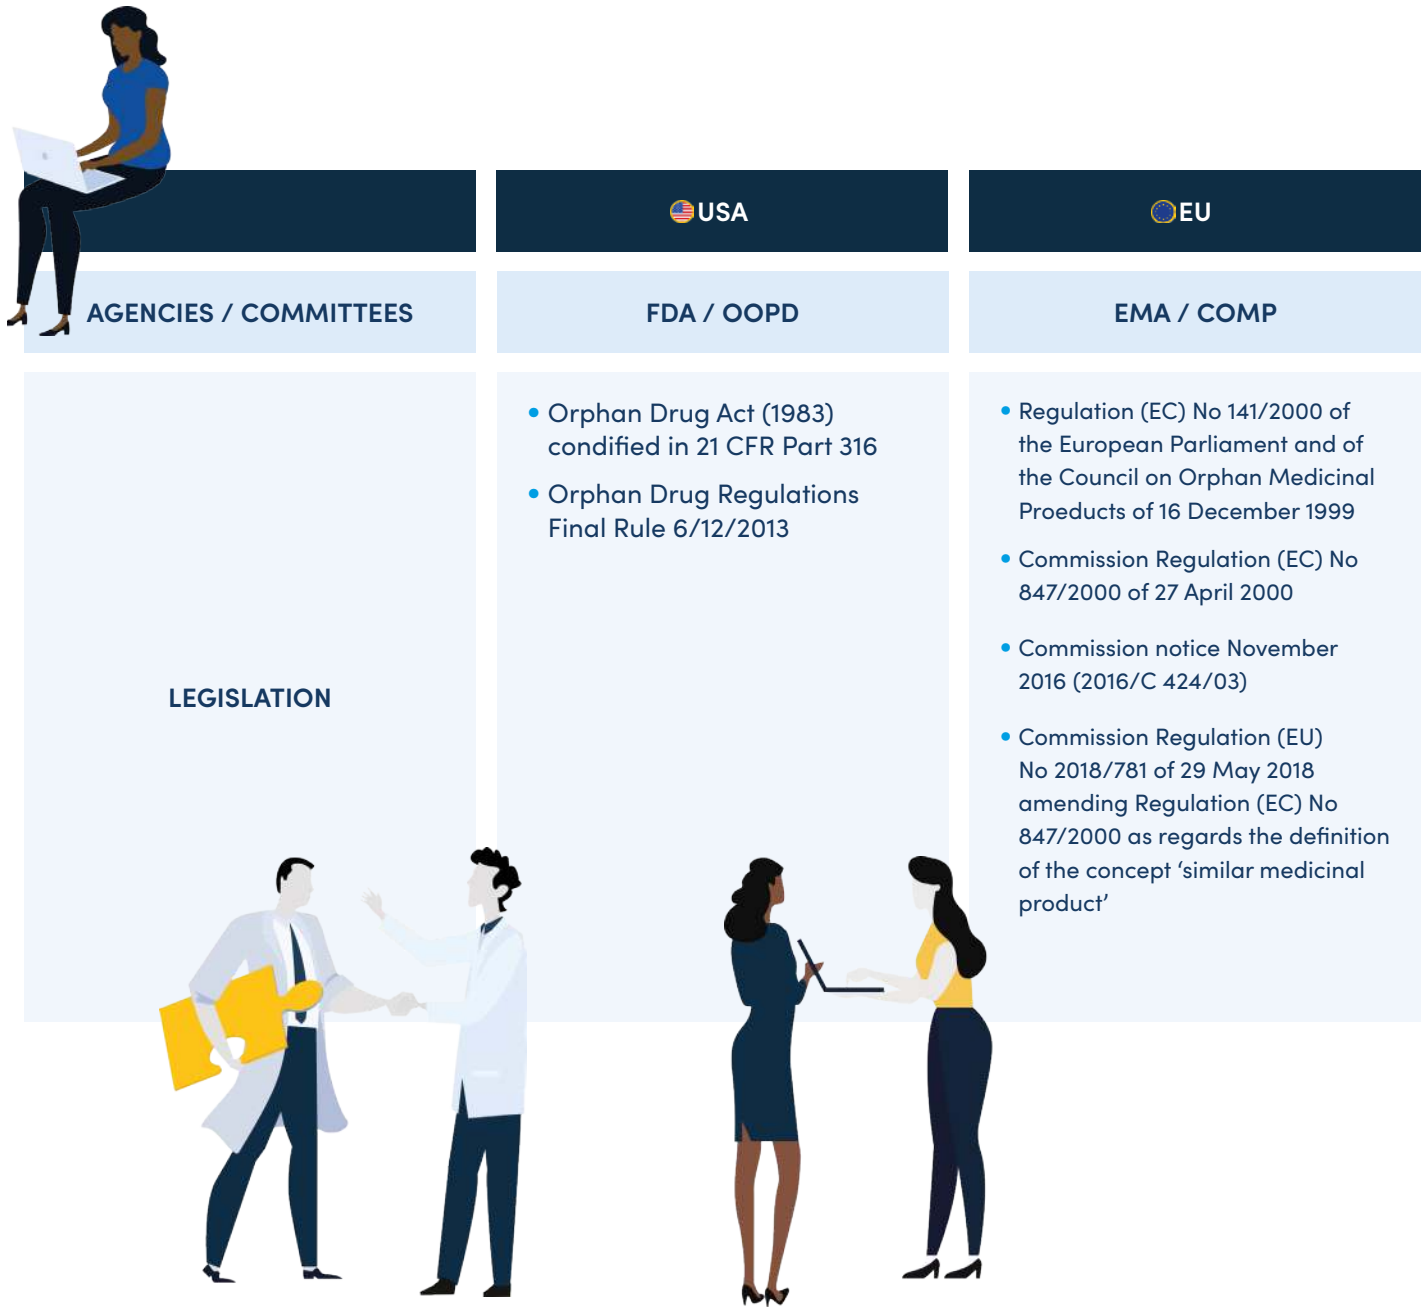 USA
EU
AGENCIES / COMMITTEES
FDA / OOPD
EMA / COMP
LEGISLATION
• Orphan Drug Act (1983)
condified in 21 CFR Part 316
• Orphan Drug Regulations
Final Rule 6/12/2013
• Regulation (EC) No 141/2000 of
the European Parliament and of
the Council on Orphan Medicinal
Proeducts of 16 December 1999
• Commission Regulation (EC) No
847/2000 of 27 April 2000
• Commission notice November
2016 (2016/C 424/03)
• Commission Regulation (EU)
No 2018/781 of 29 May 2018
amending Regulation (EC) No
847/2000 as regards the definition
of the concept ‘similar medicinal
product’